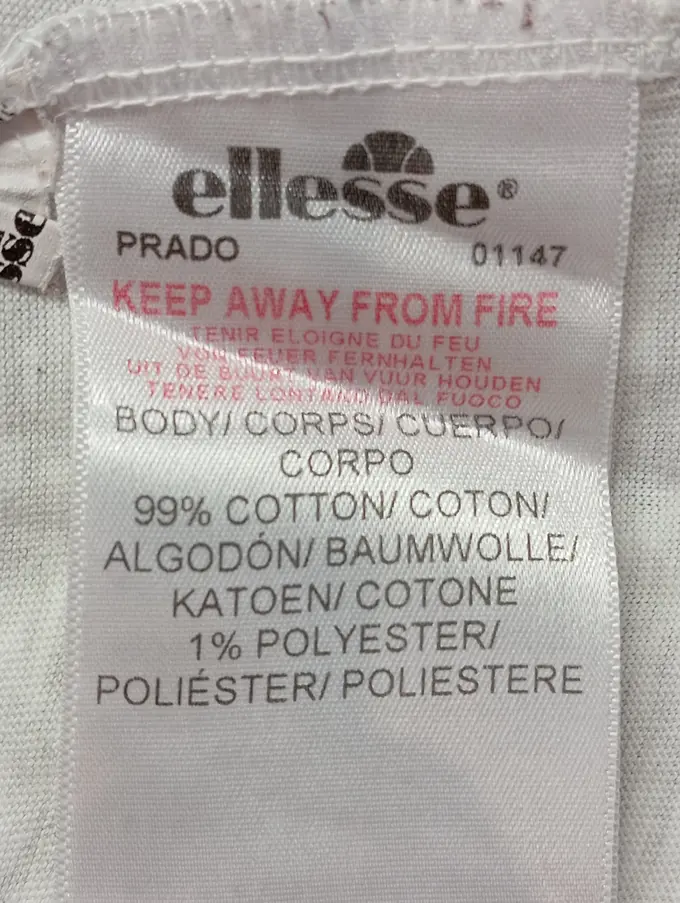 ellesse®
PRADO 01147
KEEP AWAY FROM FIRE
TENIR ELOIGNE DU FEU
VON FEUER FERNHALTEN
UIT DE BUURT VAN VUUR HOUDEN
TENERE LONTANO DAL FUOCO
BODY/ CORPS/ CUERPO/
CORPO
99% COTTON/ COTON/
ALGODÓN/ BAUMWOLLE/
KATOEN/ COTONE
1% POLYESTER/
POLIÉSTER/ POLIESTERE
sse